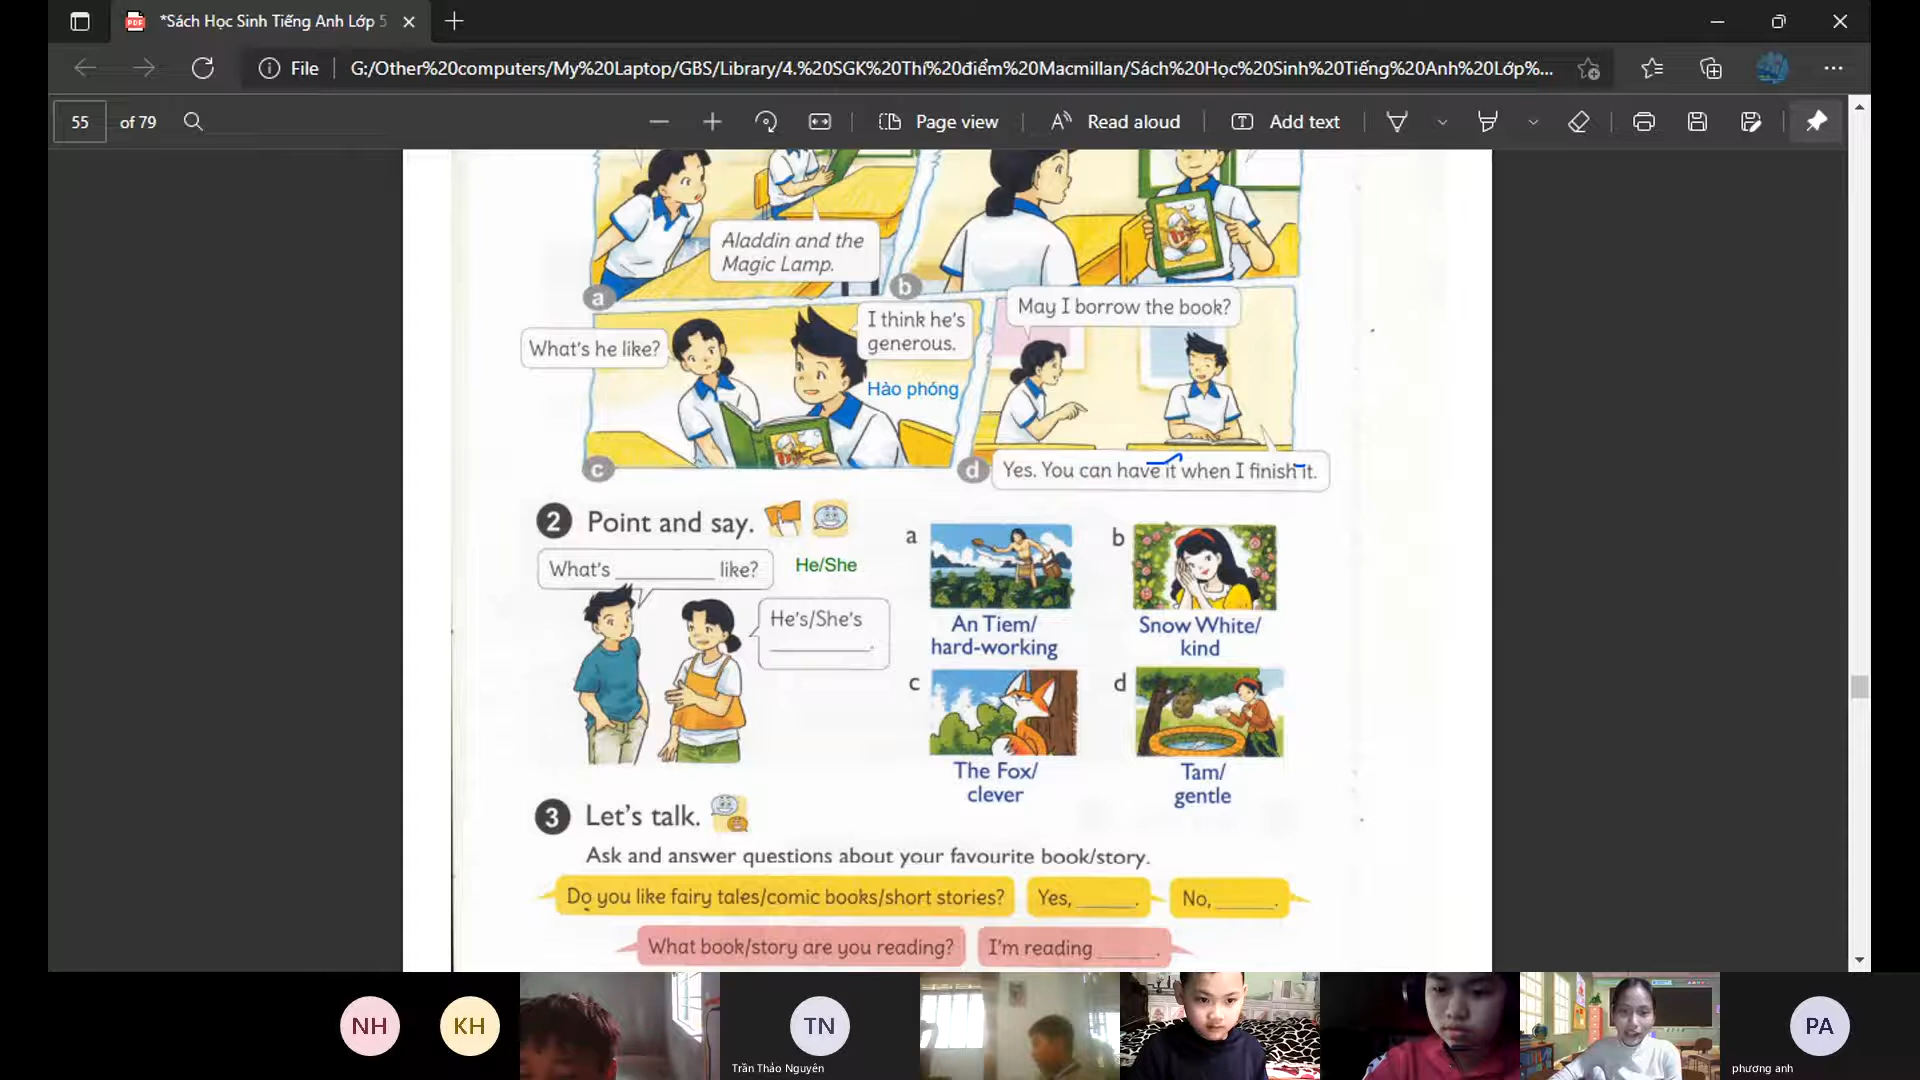 *Sách Học Sinh Tiếng Anh Lớp 5
File
G:/Other%20computers/My%20Laptop/GBS/Library/4.%20SGK%20Thí%20điểm%20Macmillan/Sách%20Học%20Sinh%20Tiếng%20Anh%20Lớp%...
55 of 79
Page view
Read aloud
Add text
Aladdin and the
Magic Lamp.
a
b
What's he like?
I think he's
generous.
Hào phóng
c
May I borrow the book?
d
Yes. You can have it when I finish it.
2 Point and say.
What's ________ like?
He/She
He's/She's
________.
a
An Tiem/
hard-working
b
Snow White/
kind
c
The Fox/
clever
d
Tam/
gentle
3 Let's talk.
Ask and answer questions about your favourite book/story.
Do you like fairy tales/comic books/short stories?
Yes, _____.
No, _____.
What book/story are you reading?
I'm reading _____.
NH
KH
TN
Trần Thảo Nguyên
PA
phương anh